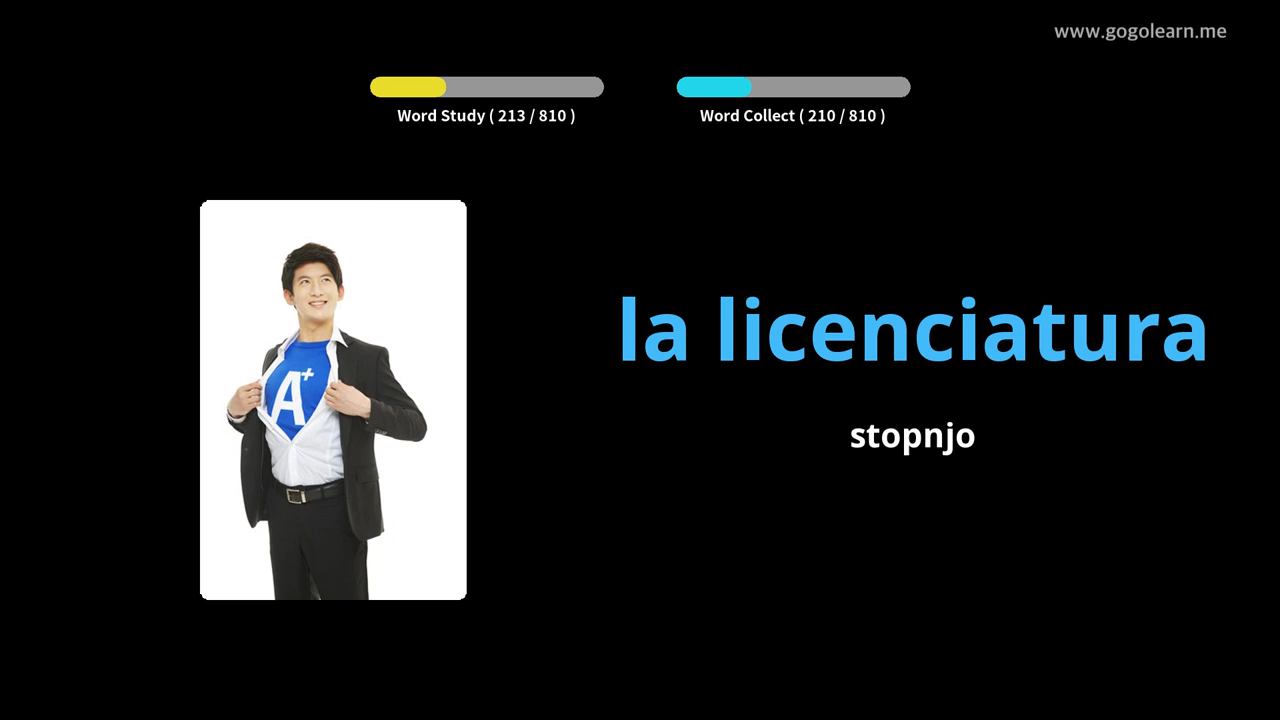 www.gogolearn.me
Word Study ( 213 / 810 )
Word Collect ( 210 / 810 )
A+
la licenciatura
stopnjo